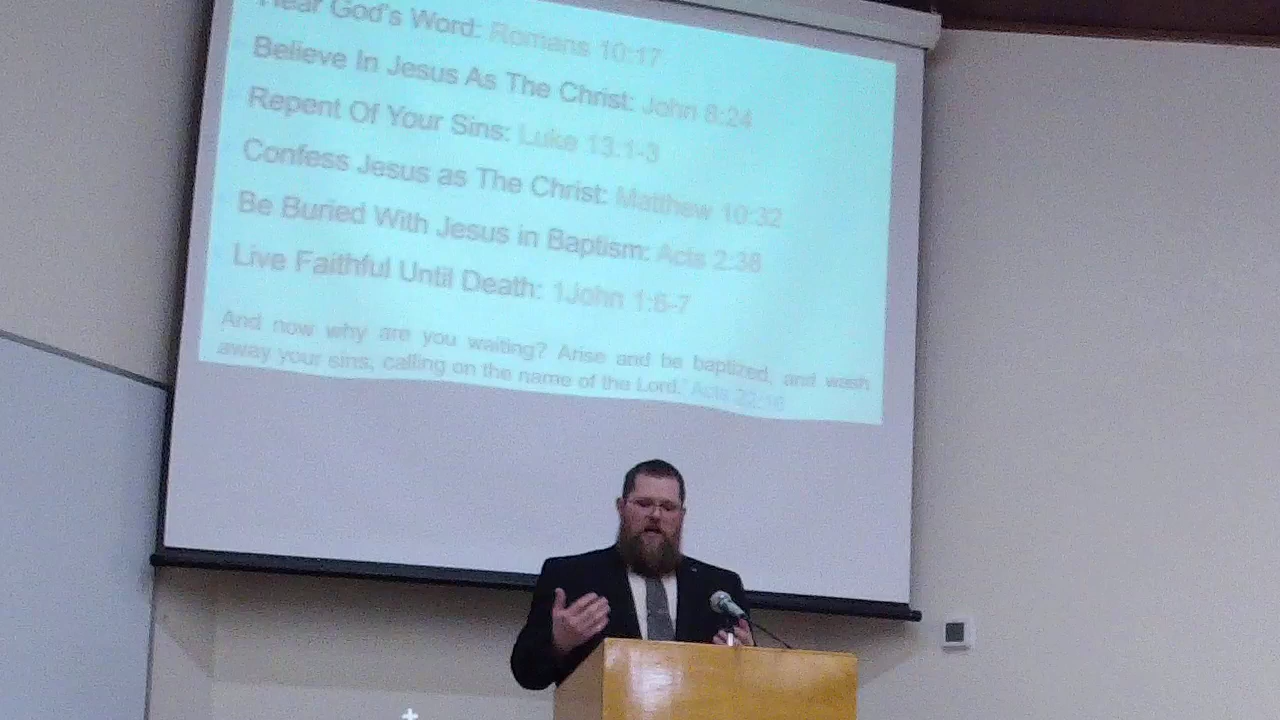 Hear God's Word: Romans 10:17
Believe In Jesus As The Christ: John 8:24
Repent Of Your Sins: Luke 13:1-3
Confess Jesus as The Christ: Matthew 10:32
Be Buried With Jesus in Baptism: Acts 2:38
Live Faithful Until Death: 1John 1:6-7
And now why are you waiting? Arise and be baptized, and wash
away your sins, calling on the name of the Lord.' Acts 22:16